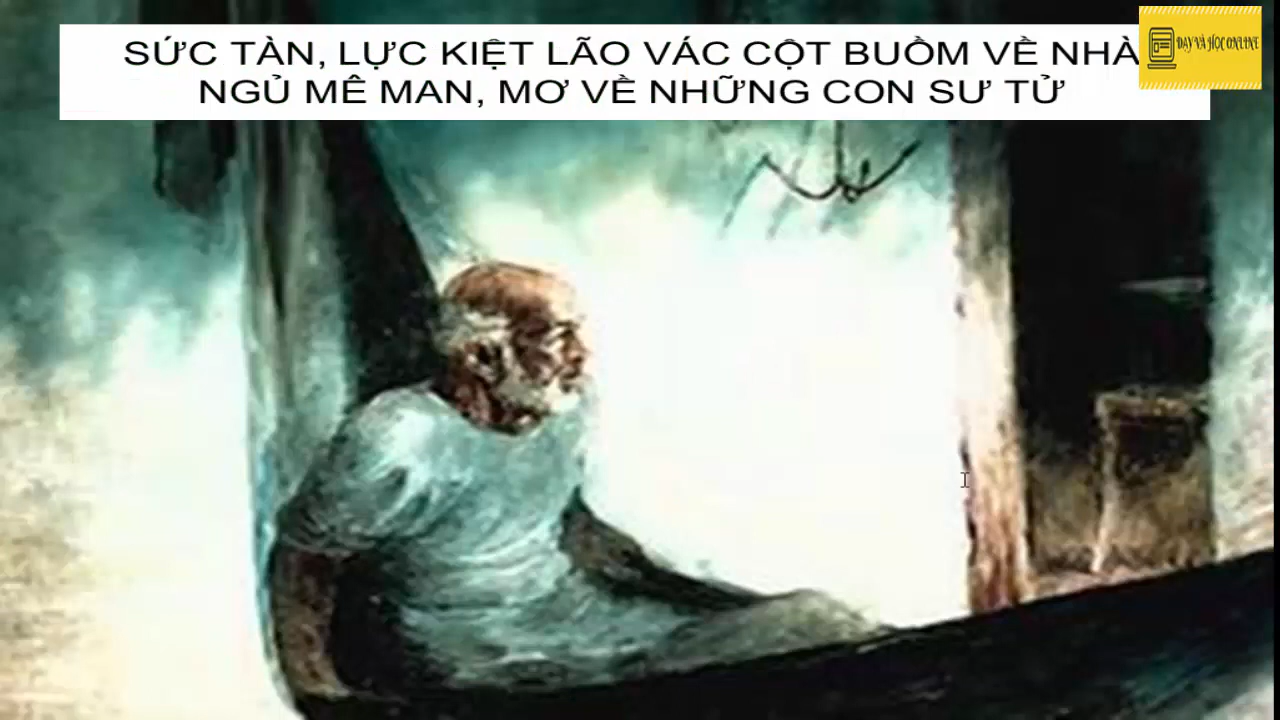 SỨC TÀN, LỰC KIỆT LÃO VÁC CỘT BUỒM VỀ NHÀ
NGỦ MÊ MAN, MƠ VỀ NHỮNG CON SƯ TỬ
DẠY VÀ HỌC ONLINE